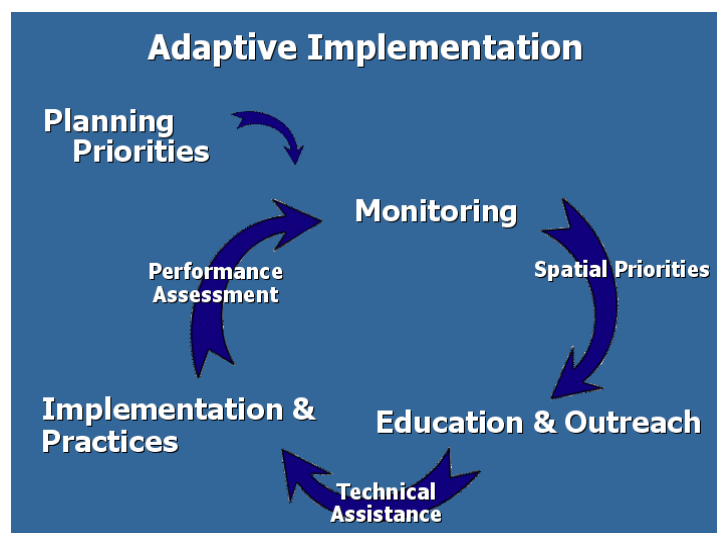 Adaptive Implementation
Planning
Priorities
Monitoring
Spatial Priorities
Performance
Assessment
Implementation &
Practices
Education & Outreach
Technical
Assistance